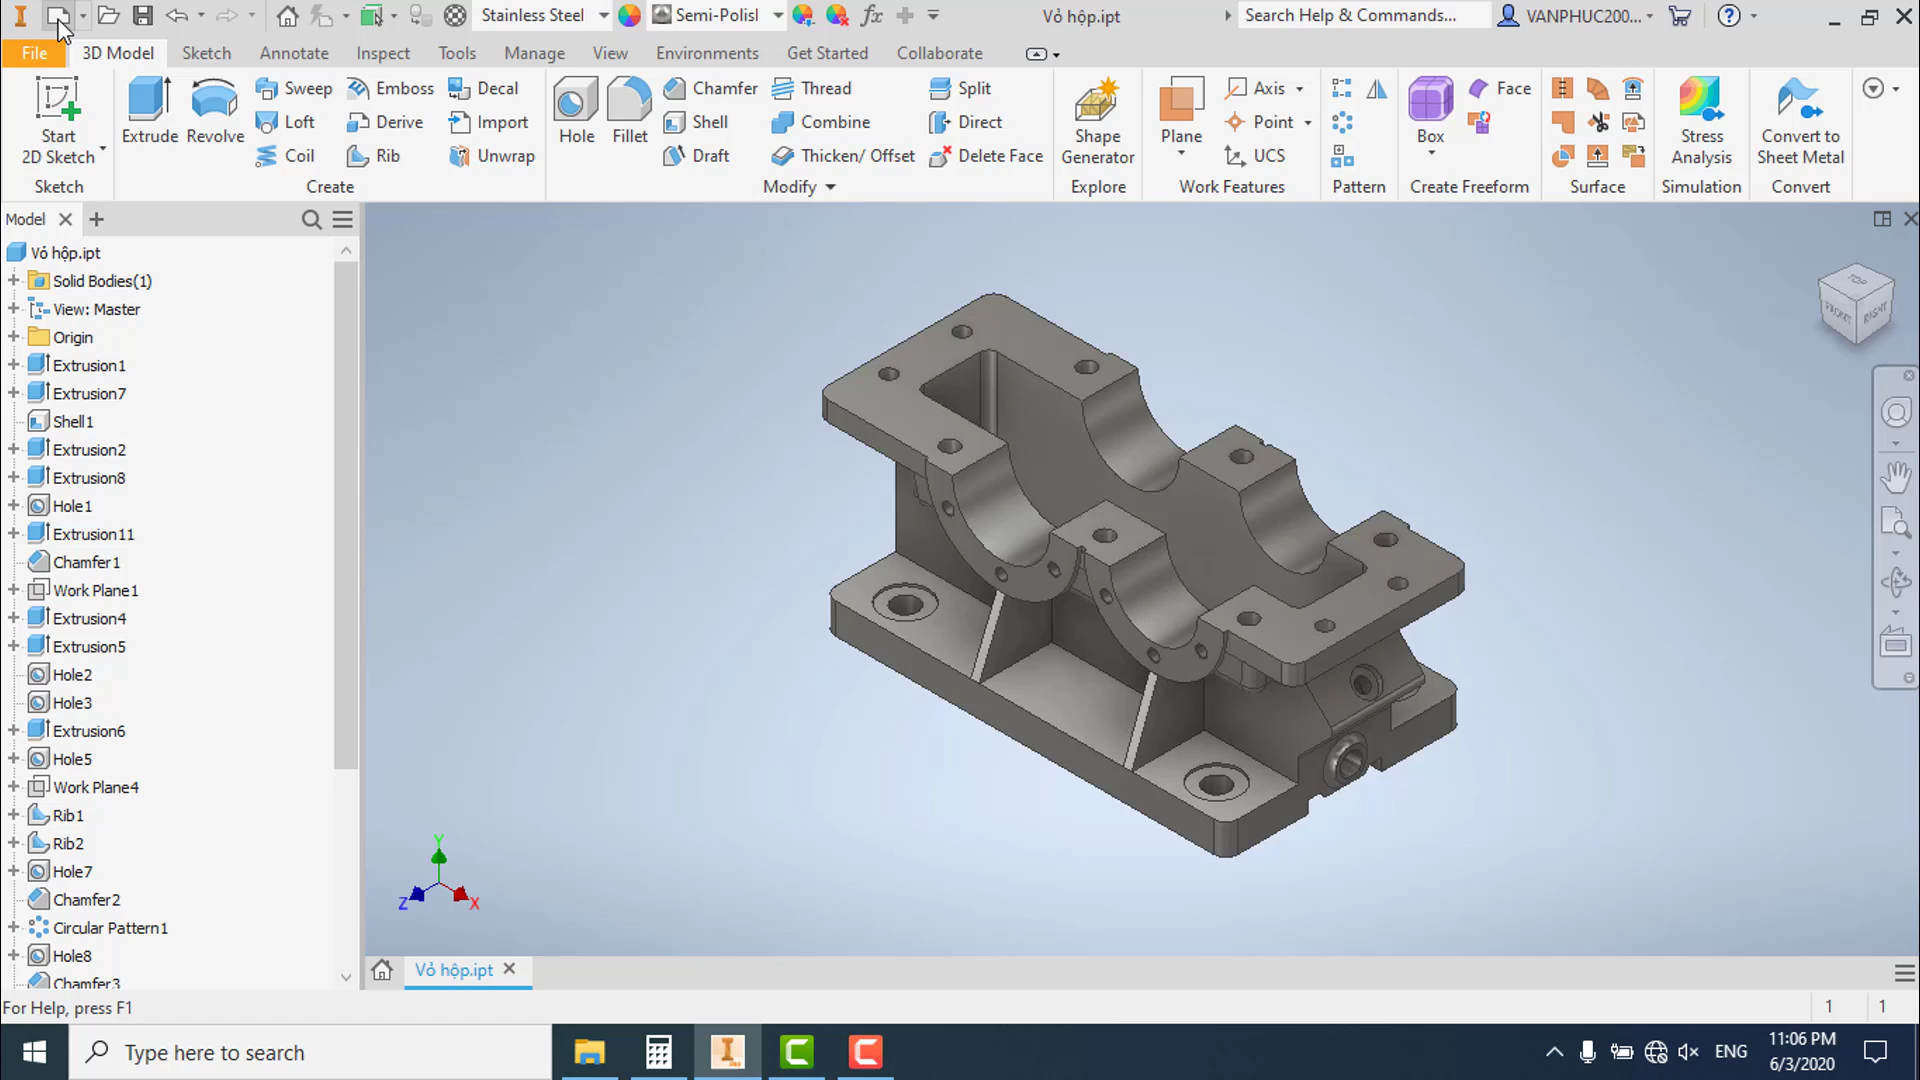 Stainless Steel
Semi-Polisl
fx
Vỏ hộp.ipt
Search Help & Commands...
VANPHUC200...
File
3D Model
Sketch
Annotate
Inspect
Tools
Manage
View
Environments
Get Started
Collaborate
Start
2D Sketch
Extrude
Revolve
Sweep
Loft
Coil
Emboss
Derive
Rib
Decal
Import
Unwrap
Hole
Fillet
Chamfer
Shell
Draft
Thread
Combine
Thicken/ Offset
Split
Direct
Delete Face
Shape
Generator
Plane
Axis
Point
UCS
Box
Face
Stress
Analysis
Convert to
Sheet Metal
Sketch
Create
Modify
Explore
Work Features
Pattern
Create Freeform
Surface
Simulation
Convert
Model
Vỏ hộp.ipt
Solid Bodies(1)
View: Master
Origin
Extrusion1
Extrusion7
Shell1
Extrusion2
Extrusion8
Hole1
Extrusion11
Chamfer1
Work Plane1
Extrusion4
Extrusion5
Hole2
Hole3
Extrusion6
Hole5
Work Plane4
Rib1
Rib2
Hole7
Chamfer2
Circular Pattern1
Hole8
Chamfer3
TOP
FRONT
RIGHT
Y
Z
X
Vỏ hộp.ipt
For Help, press F1
1
1
Type here to search
ENG
11:06 PM
6/3/2020